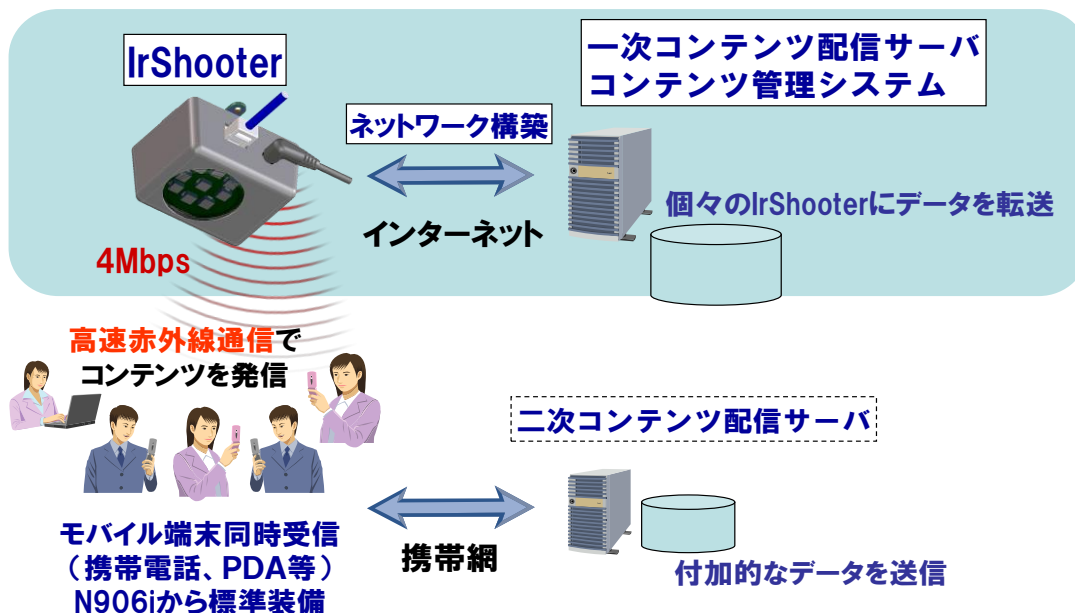 IrShooter
一次コンテンツ配信サーバ
コンテンツ管理システム
ネットワーク構築
インターネット
個々のIrShooterにデータを転送
4Mbps
高速赤外線通信で
コンテンツを発信
二次コンテンツ配信サーバ
モバイル端末同時受信
（携帯電話、PDA等）
N906iから標準装備
携帯網
付加的なデータを送信